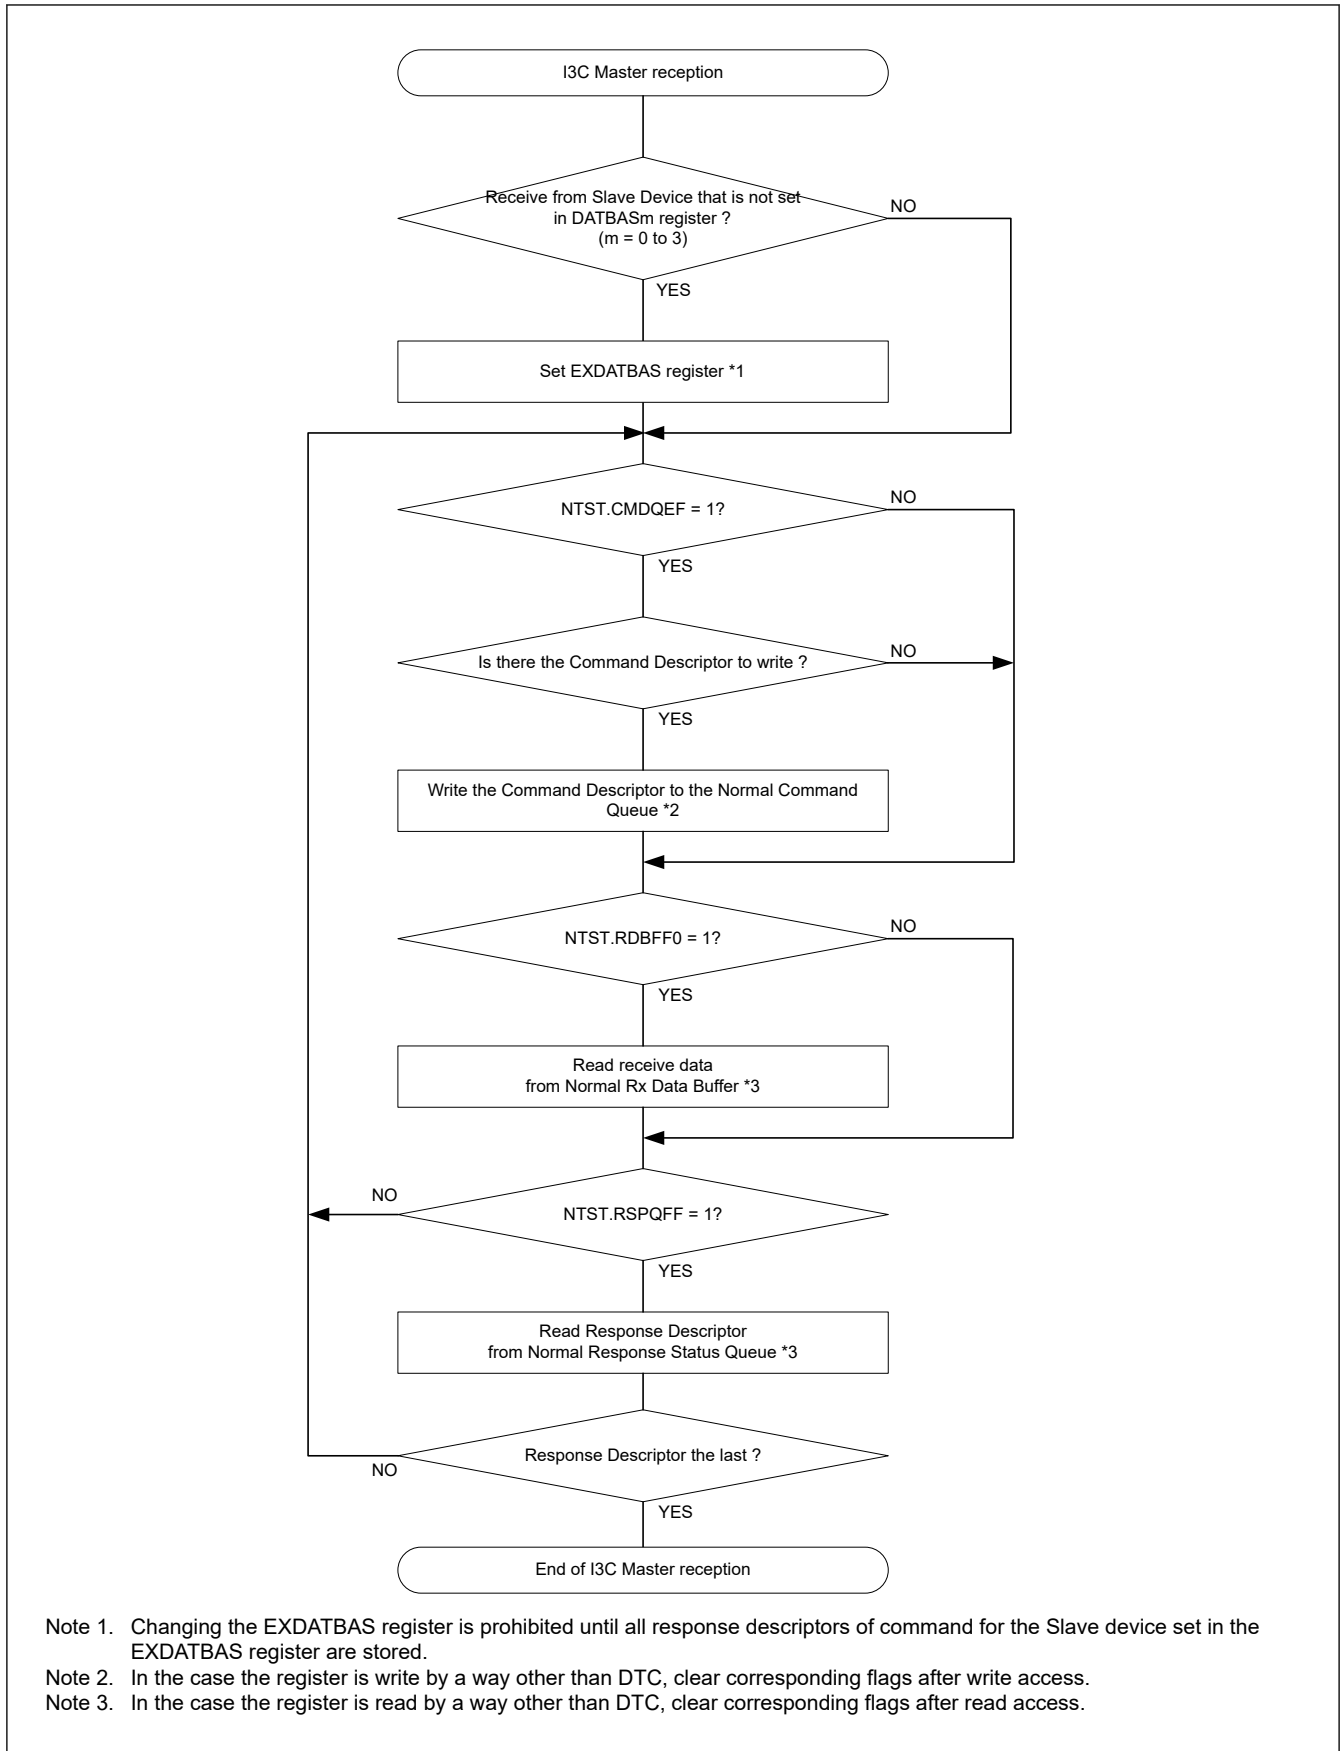 I3C Master reception
Receive from Slave Device that is not set
in DATBASm register ?
(m = 0 to 3)
NO
YES
Set EXDATBAS register *1
NTST.CMDQEF = 1?
NO
YES
Is there the Command Descriptor to write ?
NO
YES
Write the Command Descriptor to the Normal Command
Queue *2
NTST.RDBFF0 = 1?
NO
YES
Read receive data
from Normal Rx Data Buffer *3
NO
NTST.RSPQFF = 1?
YES
Read Response Descriptor
from Normal Response Status Queue *3
Response Descriptor the last ?
NO
YES
End of I3C Master reception
Note 1. Changing the EXDATBAS register is prohibited until all response descriptors of command for the Slave device set in the
EXDATBAS register are stored.
Note 2. In the case the register is write by a way other than DTC, clear corresponding flags after write access.
Note 3. In the case the register is read by a way other than DTC, clear corresponding flags after read access.